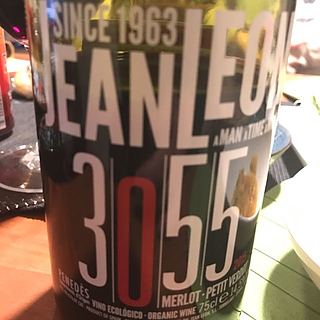 SINCE 1963
JEAN LEON
A MAN A TIME
3055
MERLOT·PETIT VERDOT
PENEDÈS
VINO ECOLÓGICO · ORGANIC WINE 75cl